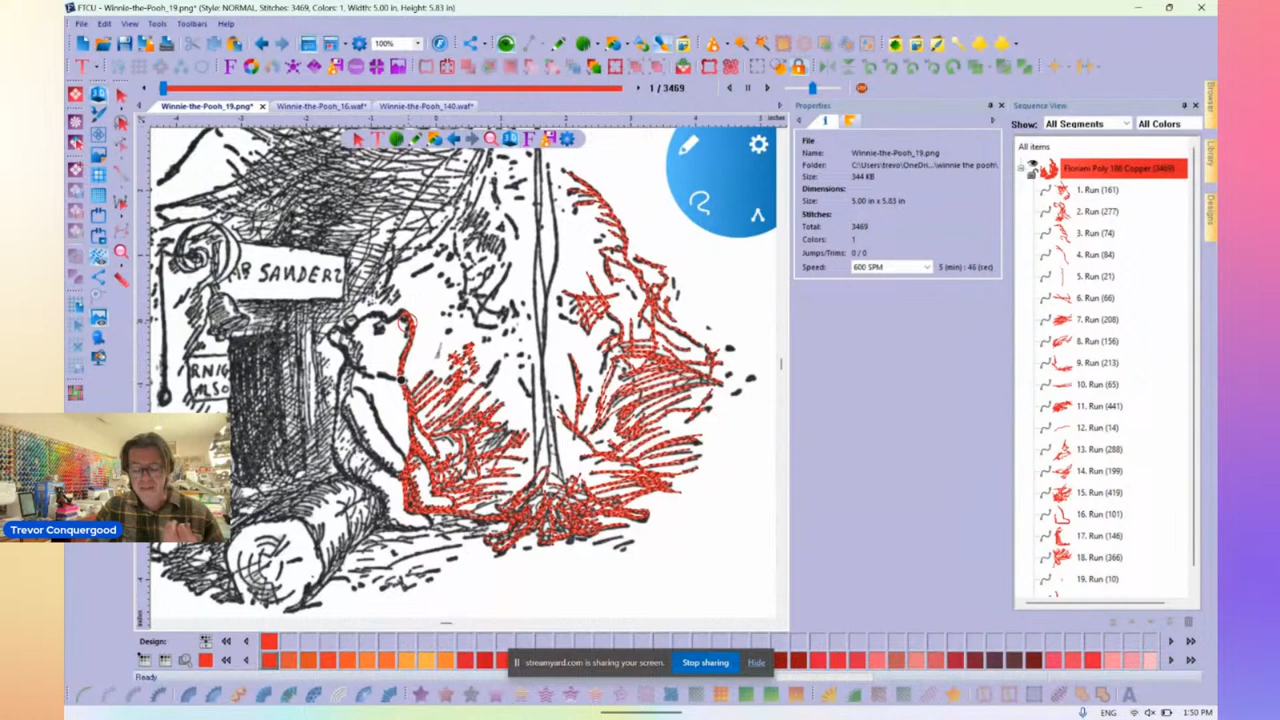 FTCU - Winnie-the-Pooh_19.png* (Style: NORMAL, Stitches: 3469, Colors: 1, Width: 5.00 in, Height: 5.83 in)
File Edit View Tools Toolbars Help
100%
1 / 3469
Winnie-the-Pooh_19.png* Winnie-the-Pooh_16.waf* Winnie-the-Pooh_140.waf*
Properties
Sequence View
Browser
Library
Designs
File
Name: Winnie-the-Pooh_19.png
Folder: C:\Users\trevo\OneDri...\winnie the pooh\
Size: 344 KB
Dimensions
Size: 5.00 in x 5.83 in
Stitches
Total: 3469
Colors: 1
Jumps/Trims: 0 / 0
Speed: 600 SPM 5 (min) : 46 (sec)
Show: All Segments All Colors
All items
Floriani Poly 186 Copper (3469)
1. Run (161)
2. Run (277)
3. Run (74)
4. Run (84)
5. Run (21)
6. Run (66)
7. Run (208)
8. Run (156)
9. Run (213)
10. Run (65)
11. Run (441)
12. Run (14)
13. Run (288)
14. Run (199)
15. Run (419)
16. Run (101)
17. Run (146)
18. Run (366)
19. Run (10)
inches
RNIG
ALSO
Trevor Conquergood
Design:
streamyard.com is sharing your screen. Stop sharing Hide
Ready
ENG 1:50 PM